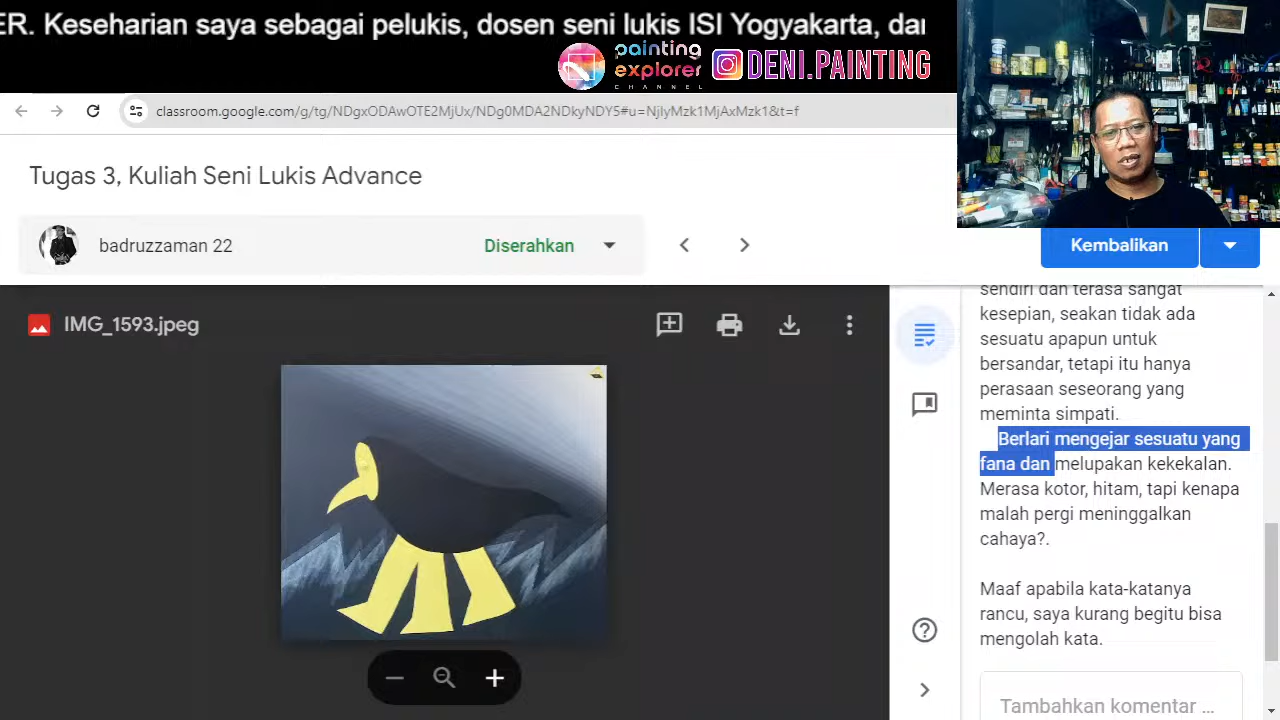 ER. Keseharian saya sebagai pelukis, dosen seni lukis ISI Yogyakarta, dar
painting
explorer
CHANNEL
DENI.PAINTING
classroom.google.com/g/tg/NDgxODAwOTE2MjUy/NDg0MDA2NDkyNDY5#u=NjIyMzk1MjAxMzk1&t=f
Tugas 3, Kuliah Seni Lukis Advance
badruzzaman 22
Diserahkan
Kembalikan
IMG_1593.jpeg
sendiri dan terasa sangat
kesepian, seakan tidak ada
sesuatu apapun untuk
bersandar, tetapi itu hanya
perasaan seseorang yang
meminta simpati.
Berlari mengejar sesuatu yang
fana dan melupakan kekekalan.
Merasa kotor, hitam, tapi kenapa
malah pergi meninggalkan
cahaya?.
Maaf apabila kata-katanya
rancu, saya kurang begitu bisa
mengolah kata.
Tambahkan komentar ...